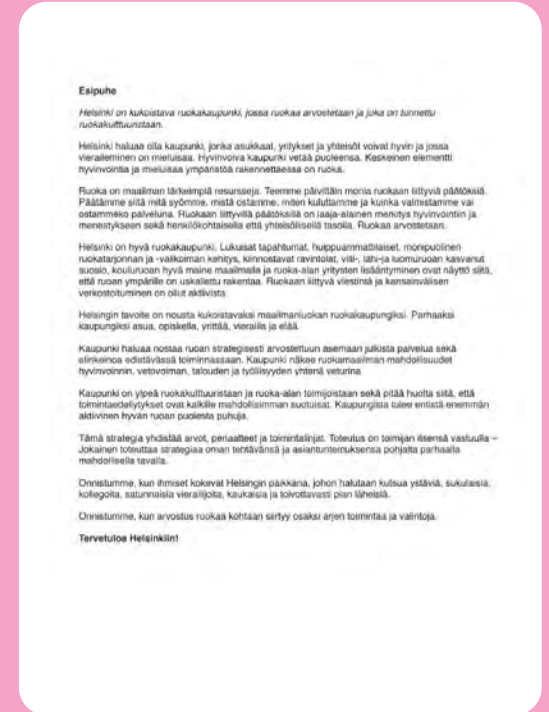 Esipuhe
Helsinki on kukoistava ruokakaupunki, jossa ruokaa arvostetaan ja joka on tunnettu
ruokakulttuuristaan.
Helsinki haluaa olla kaupunki, jonka asukkaat, yritykset ja yhteisöt voivat hyvin ja jossa
vieraileminen on mieluisaa. Hyvinvoiva kaupunki vetää puoleensa. Keskeinen elementti
hyvinvointia ja mieluisaa ympäristöä rakennettaessa on ruoka.
Ruoka on maailman tärkeimpiä resursseja. Teemme päivittäin monia ruokaan liittyviä päätöksiä.
Päätämme siitä mitä syömme, mistä ostamme, miten kulutamme ja kuinka valmistamme vai
ostammeko palveluna. Ruokaan liittyvillä päätöksillä on laaja-alainen merkitys hyvinvointiin ja
menestykseen sekä henkilökohtaisella että yhteisöllisellä tasolla. Ruokaa arvostetaan.
Helsinki on hyvä ruokakaupunki. Lukuisat tapahtumat, huippuammattilaiset, monipuolinen
ruokatarjonnan ja -valikoiman kehitys, kiinnostavat ravintolat, villi-, lähi-ja luomuruoan kasvanut
suosio, kouluruoan hyvä maine maailmalla ja ruoka-alan yritysten lisääntyminen ovat näyttö siitä,
että ruoan ympärille on uskallettu rakentaa. Ruokaan liittyvä viestintä ja kansainvälisen
verkostoituminen on ollut aktiivista.
Helsingin tavoite on nousta kukoistavaksi maailmanluokan ruokakaupungiksi. Parhaaksi
kaupungiksi asua, opiskella, yrittää, vierailla ja elää.
Kaupunki haluaa nostaa ruoan strategisesti arvostettuun asemaan julkista palvelua sekä
elinkeinoa edistävässä toiminnassaan. Kaupunki näkee ruokamaailman mahdollisuudet
hyvinvoinnin, vetovoiman, talouden ja työllisyyden yhtenä veturina
Kaupunki on ylpeä ruokakulttuuristaan ja ruoka-alan toimijoistaan sekä pitää huolta siitä, että
toimintaedellytykset ovat kaikille mahdollisimman suotuisat. Kaupungista tulee entistä enemmän
aktiivinen hyvän ruoan puolesta puhuja.
Tämä strategia yhdistää arvot, periaatteet ja toimintalinjat. Toteutus on toimijan itsensä vastuulla –
Jokainen toteuttaa strategiaa oman tehtävänsä ja asiantuntemuksensa pohjalta parhaalla
mahdollisella tavalla.
Onnistumme, kun ihmiset kokevat Helsingin paikkana, johon halutaan kutsua ystäviä, sukulaisia,
kollegoita, satunnaisia vierailijoita, kaukaisia ja toivottavasti pian läheisiä.
Onnistumme, kun arvostus ruokaa kohtaan siirtyy osaksi arjen toimintaa ja valintoja.
Tervetuloa Helsinkiin!